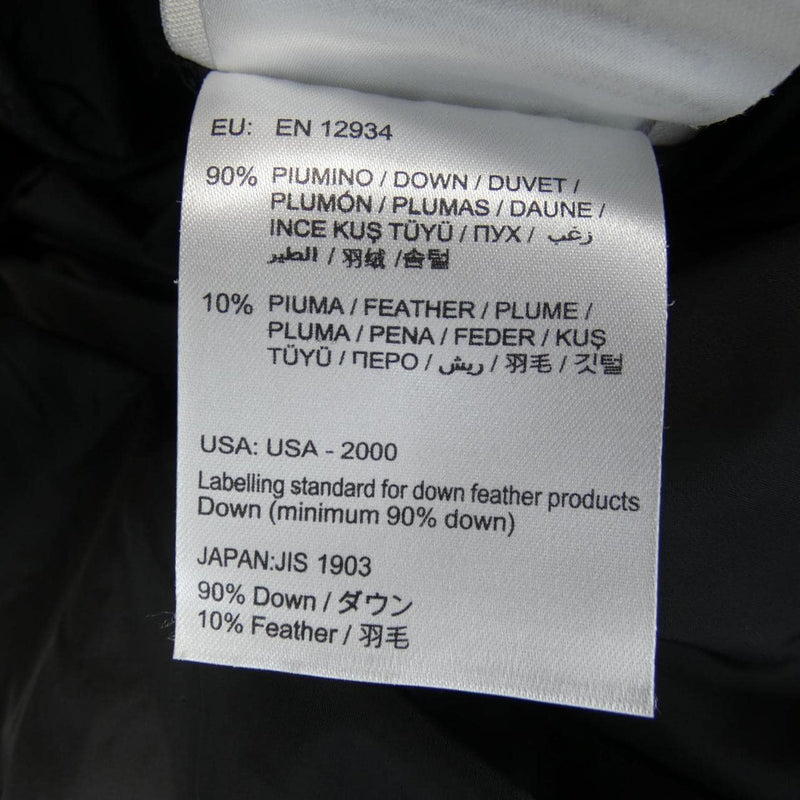 EU: EN 12934
90% PIUMINO / DOWN / DUVET /
PLUMÓN / PLUMAS / DAUNE /
INCE KUŞ TÜYÜ / ПУХ / زغب
الطير / 羽绒 /솜털
10% PIUMA / FEATHER / PLUME /
PLUMA / PENA / FEDER / KUŞ
TÜYÜ / ПЕРО / ريش / 羽毛 / 깃털
USA: USA - 2000
Labelling standard for down feather products
Down (minimum 90% down)
JAPAN:JIS 1903
90% Down / ダウン
10% Feather / 羽毛